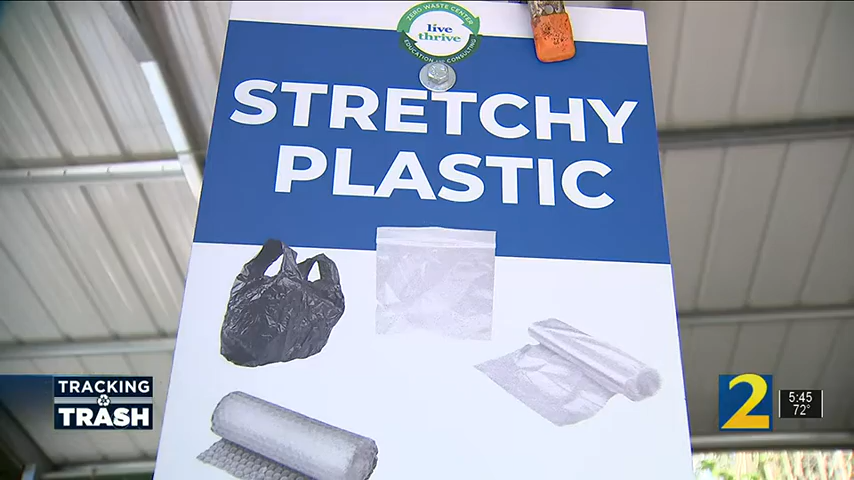 ZERO WASTE CENTER
live
thrive
EDUCATION AND CONSULTING
STRETCHY
PLASTIC
TRACKING
TRASH
2
5:45
72°